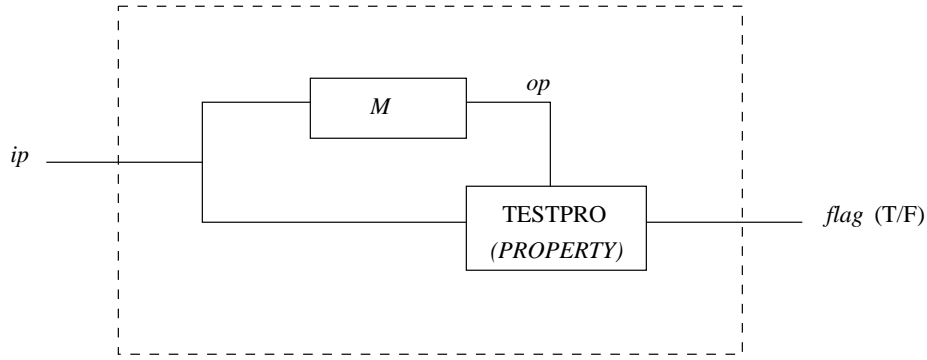 op
M
ip
TESTPRO
flag (T/F)
(PROPERTY)